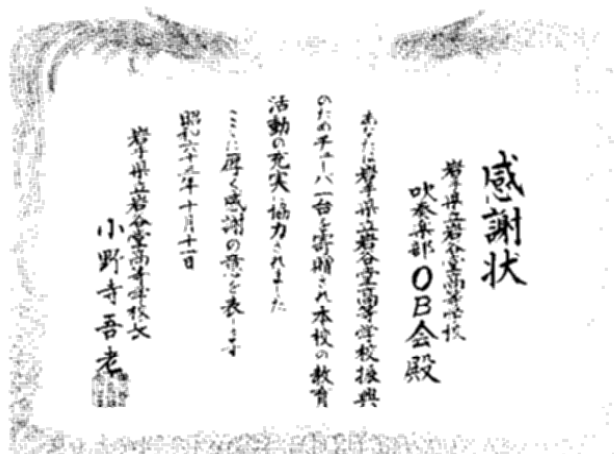 感謝状
岩手県立岩谷堂高等学校
吹奏楽部OB会殿
あなたは岩手県立岩谷堂高等学校振興
のためチューバ一台を寄贈され本校の教育
活動の充実に協力されました
ここに厚く感謝の意を表します
昭和六十三年十月十一日
岩手県立岩谷堂高等学校長
小野寺吾老